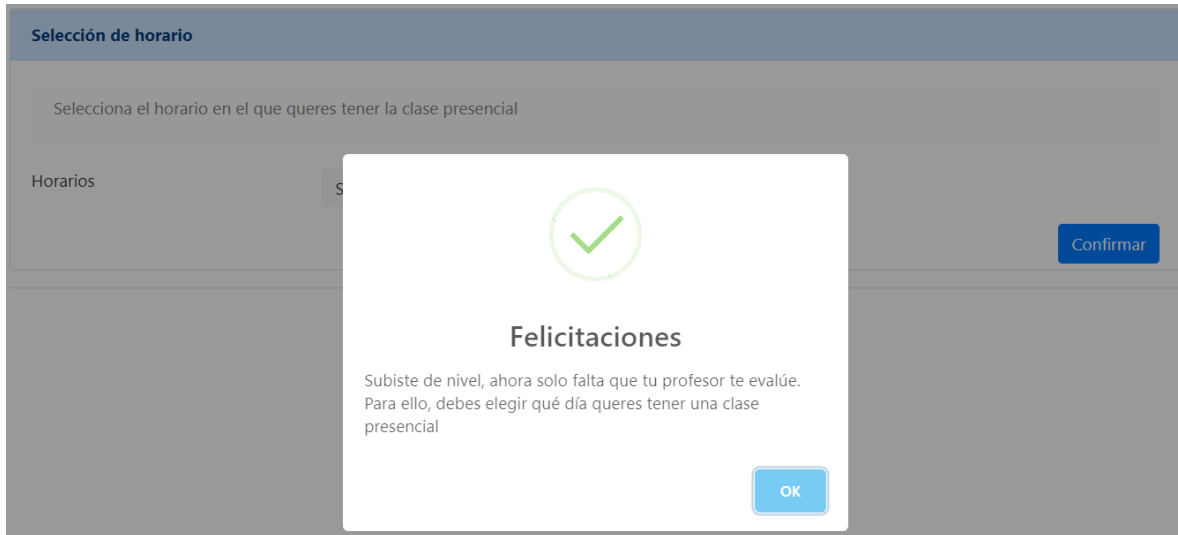 Selección de horario
Selecciona el horario en el que queres tener la clase presencial
Horarios
Confirmar
Felicitaciones
Subiste de nivel, ahora solo falta que tu profesor te evalúe.
Para ello, debes elegir qué día queres tener una clase
presencial
OK